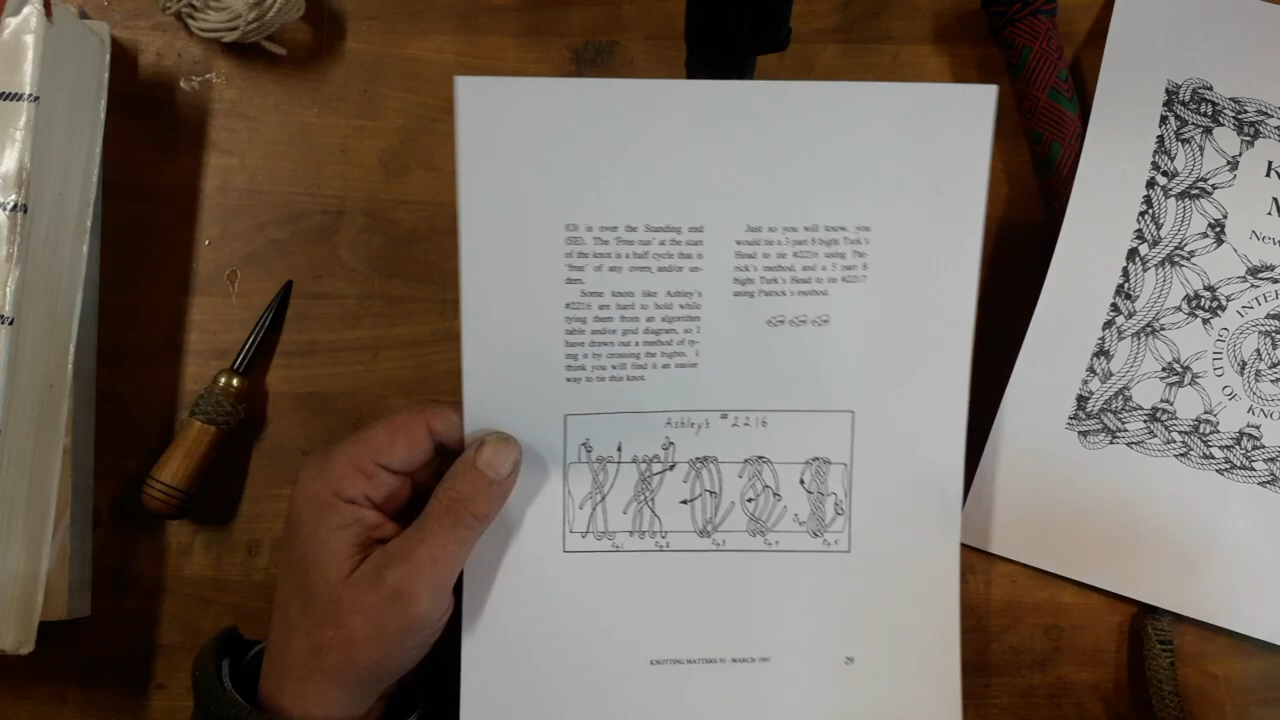 (D) is over the Standing end
(SE). The "Free run" at the start
of the knot is a half cycle that is
"free" of any overs, and/or un-
ders.
Some knots like Ashley's
#2216 are hard to hold while
tying them from an algorithm
table and/or grid diagram, so I
have drawn out a method of ty-
ing it by crossing the bights. I
think you will find it an easier
way to tie this knot.
Just so you will know, you
would tie a 3 part 8 bight Turk's
Head to tie #2216 using Pat-
rick's method, and a 5 part 8
bight Turk's Head to tie #2217
using Patrick's method.
Ashley's #2216
KNOTTING MATTERS 55 - MARCH 1997
29
K
M
New
INTE
GUILD OF KNO